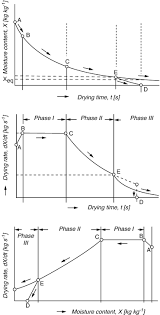 Moisture content, X [kg kg⁻¹]
A
B
C
E
D
Xeq
Drying time, t [s]
Drying rate, dX/dt [kg s⁻¹]
Phase I
Phase II
Phase III
B
C
A
E
D
Drying time, t [s]
Drying rate, dX/dt [kg s⁻¹]
Phase III
Phase II
Phase I
C
B
A
E
D
Moisture content, X [kg kg⁻¹]